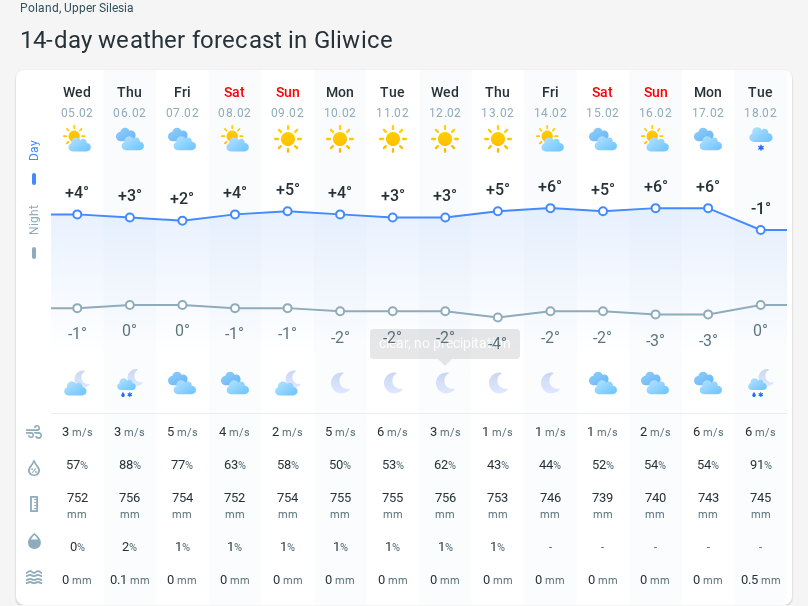 Poland, Upper Silesia
14-day weather forecast in Gliwice
Wed Thu Fri Sat Sun Mon Tue Wed Thu Fri Sat Sun Mon Tue
05.02 06.02 07.02 08.02 09.02 10.02 11.02 12.02 13.02 14.02 15.02 16.02 17.02 18.02
Day
+4° +3° +2° +4° +5° +4° +3° +3° +5° +6° +5° +6° +6° -1°
Night
-1° 0° 0° -1° -1° -2° -2° -2° -4° -2° -2° -3° -3° 0°
clear, no precipitation
3 m/s 3 m/s 5 m/s 4 m/s 2 m/s 5 m/s 6 m/s 3 m/s 1 m/s 1 m/s 1 m/s 2 m/s 6 m/s 6 m/s
57% 88% 77% 63% 58% 50% 53% 62% 43% 44% 52% 54% 54% 91%
752 756 754 752 754 755 755 756 753 746 739 740 743 745
mm mm mm mm mm mm mm mm mm mm mm mm mm mm
0% 2% 1% 1% 1% 1% 1% 1% 1% - - - - -
0 mm 0.1 mm 0 mm 0 mm 0 mm 0 mm 0 mm 0 mm 0 mm 0 mm 0 mm 0 mm 0 mm 0.5 mm